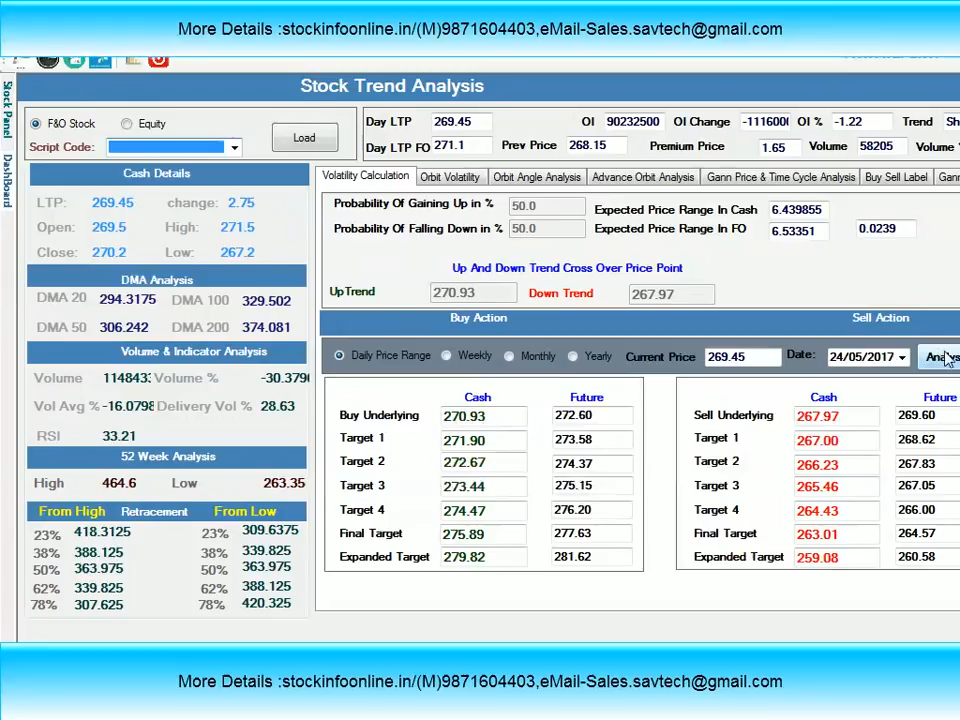 More Details :stockinfoonline.in/(M)9871604403,eMail-Sales.savtech@gmail.com
Stock Trend Analysis
Stock Panel
DashBoard
F&O Stock Equity
Script Code: Load
Day LTP 269.45 OI 90232500 OI Change -111600 OI % -1.22 Trend Sh
Day LTP FO 271.1 Prev Price 268.15 Premium Price 1.65 Volume 58205 Volume
Cash Details
LTP: 269.45 change: 2.75
Open: 269.5 High: 271.5
Close: 270.2 Low: 267.2
DMA Analysis
DMA 20 294.3175 DMA 100 329.502
DMA 50 306.242 DMA 200 374.081
Volume & Indicator Analysis
Volume 114843 Volume % -30.379
Vol Avg % -16.079 Delivery Vol % 28.63
RSI 33.21
52 Week Analysis
High 464.6 Low 263.35
From High Retracement From Low
23% 418.3125 23% 309.6375
38% 388.125 38% 339.825
50% 363.975 50% 363.975
62% 339.825 62% 388.125
78% 307.625 78% 420.325
Volatility Calculation Orbit Volatility Orbit Angle Analysis Advance Orbit Analysis Gann Price & Time Cycle Analysis Buy Sell Label Gann
Probability Of Gaining Up in % 50.0 Expected Price Range In Cash 6.439855
Probability Of Falling Down in % 50.0 Expected Price Range in FO 6.53351 0.0239
Up And Down Trend Cross Over Price Point
UpTrend 270.93 Down Trend 267.97
Buy Action Sell Action
Daily Price Range Weekly Monthly Yearly Current Price 269.45 Date: 24/05/2017 Analys
Cash Future
Buy Underlying 270.93 272.60
Target 1 271.90 273.58
Target 2 272.67 274.37
Target 3 273.44 275.15
Target 4 274.47 276.20
Final Target 275.89 277.63
Expanded Target 279.82 281.62
Cash Future
Sell Underlying 267.97 269.60
Target 1 267.00 268.62
Target 2 266.23 267.83
Target 3 265.46 267.05
Target 4 264.43 266.00
Final Target 263.01 264.57
Expanded Target 259.08 260.58
More Details :stockinfoonline.in/(M)9871604403,eMail-Sales.savtech@gmail.com